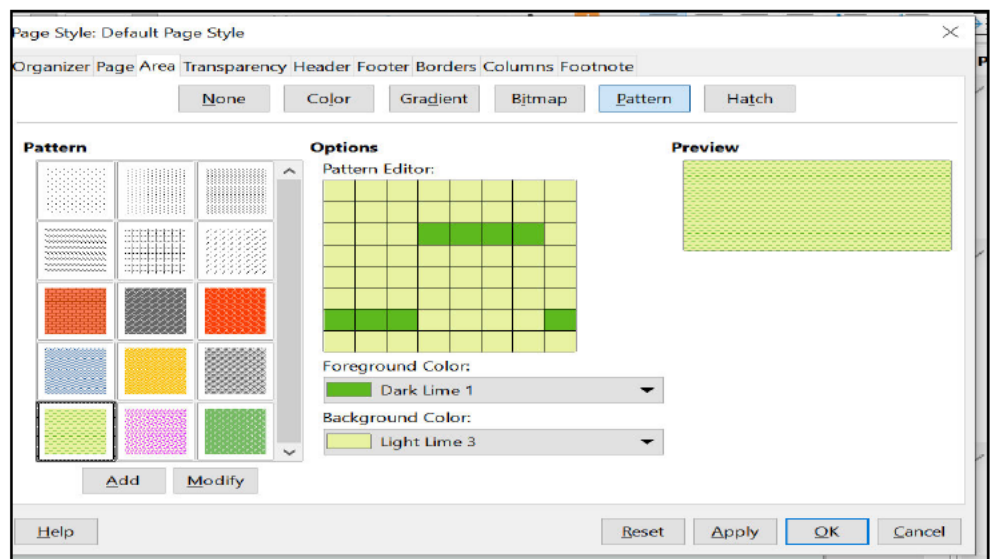 Page Style: Default Page Style
Organizer Page Area Transparency Header Footer Borders Columns Footnote
None Color Gradient Bitmap Pattern Hatch
Pattern Options Preview
Pattern Editor:
Foreground Color:
Dark Lime 1
Background Color:
Light Lime 3
Add Modify
Help Reset Apply OK Cancel